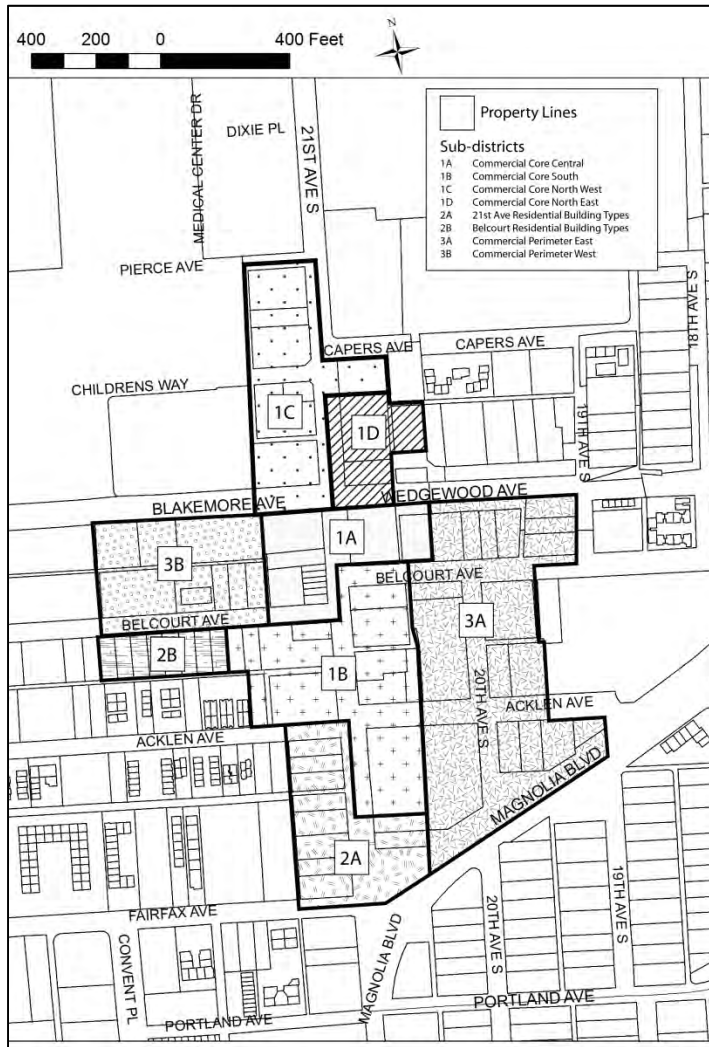 400 200 0 400 Feet
N
Property Lines
Sub-districts
1A Commercial Core Central
1B Commercial Core South
1C Commercial Core North West
1D Commercial Core North East
2A 21st Ave Residential Building Types
2B Belcourt Residential Building Types
3A Commercial Perimeter East
3B Commercial Perimeter West
MEDICAL CENTER DR
DIXIE PL
21ST AVE S
PIERCE AVE
18TH AVE S
CAPERS AVE
CAPERS AVE
CHILDRENS WAY
1C
1D
19TH AVE S
BLAKEMORE AVE
WEDGEWOOD AVE
1A
3B
BELCOURT AVE
BELCOURT AVE
3A
2B
1B
20TH AVE S
ACKLEN AVE
ACKLEN AVE
MAGNOLIA BLVD
2A
FAIRFAX AVE
19TH AVE S
20TH AVE S
CONVENT PL
MAGNOLIA BLVD
PORTLAND AVE
PORTLAND AVE